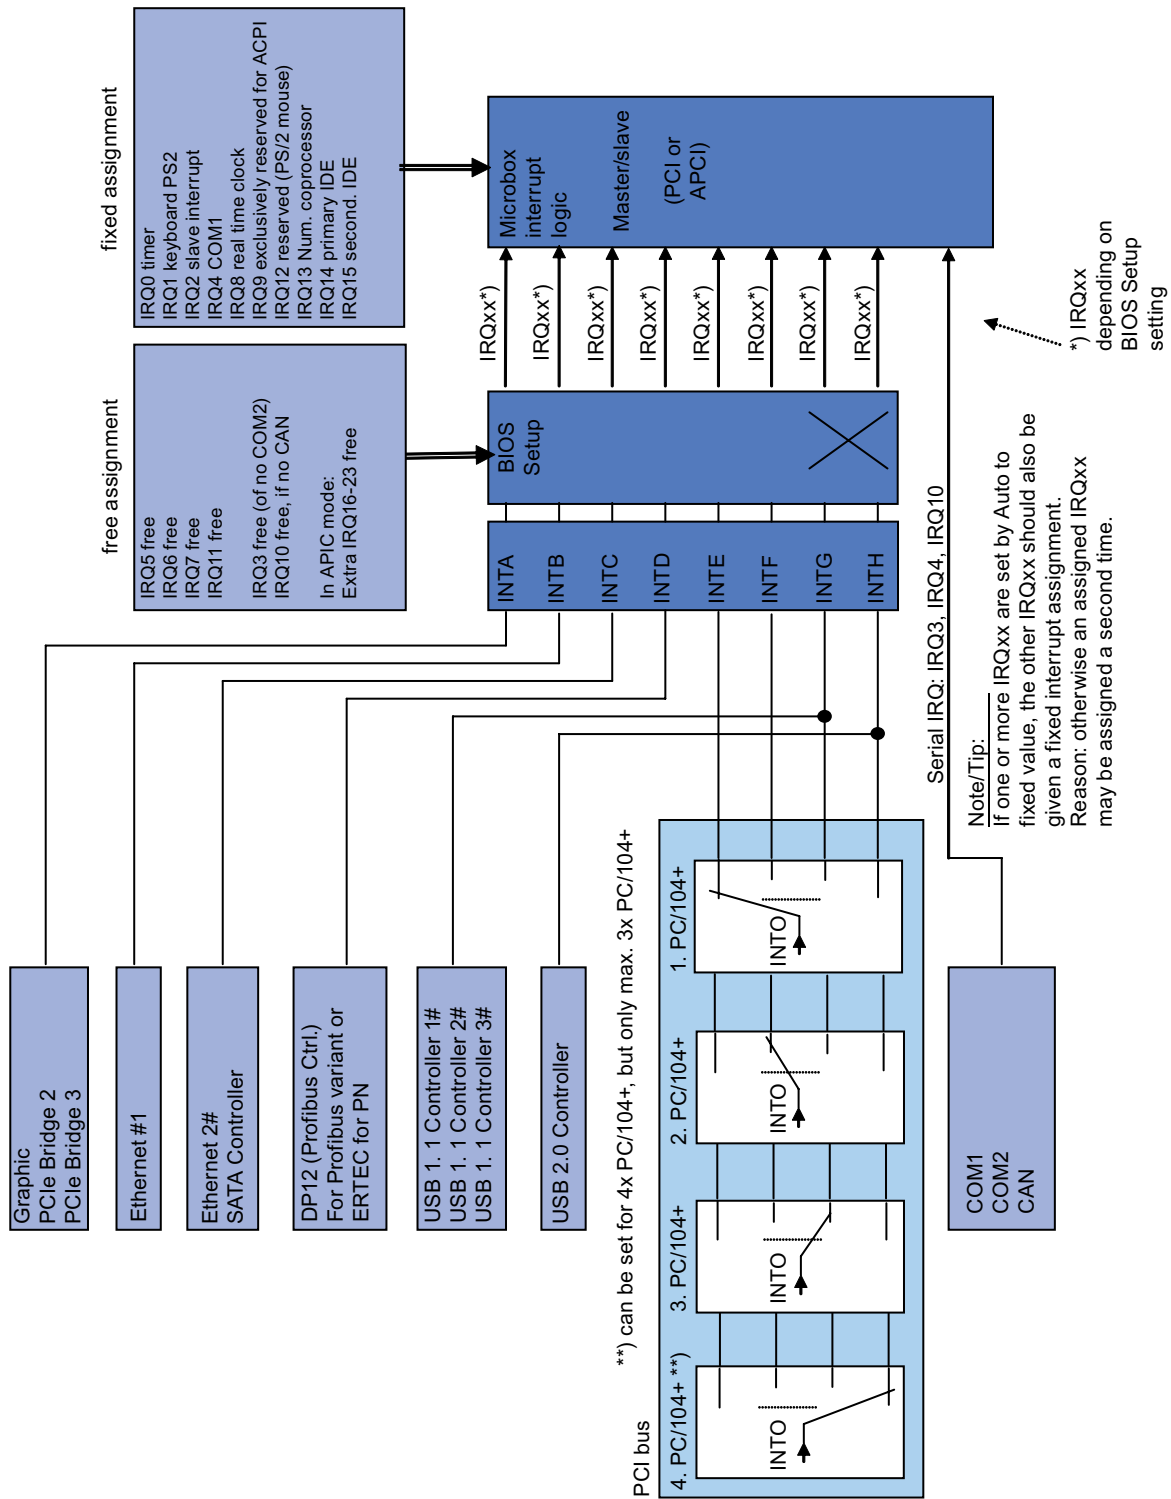 fixed assignment
IRQ0 timer
IRQ1 keyboard PS2
IRQ2 slave interrupt
IRQ4 COM1
IRQ8 real time clock
IRQ9 exclusively reserved for ACPI
IRQ12 reserved (PS/2 mouse)
IRQ13 Num. coprocessor
IRQ14 primary IDE
IRQ15 second. IDE
free assignment
IRQ5 free
IRQ6 free
IRQ7 free
IRQ11 free
IRQ3 free (of no COM2)
IRQ10 free, if no CAN
In APIC mode:
Extra IRQ16-23 free
Microbox
interrupt
logic
Master/slave
(PCI or
APCI)
IRQxx*)
IRQxx*)
IRQxx*)
IRQxx*)
IRQxx*)
IRQxx*)
IRQxx*)
IRQxx*)
BIOS
Setup
INTA
INTB
INTC
INTD
INTE
INTF
INTG
INTH
*) IRQxx
depending on
BIOS Setup
setting
Serial IRQ: IRQ3, IRQ4, IRQ10
Note/Tip:
If one or more IRQxx are set by Auto to
fixed value, the other IRQxx should also be
given a fixed interrupt assignment.
Reason: otherwise an assigned IRQxx
may be assigned a second time.
Graphic
PCIe Bridge 2
PCIe Bridge 3
Ethernet #1
Ethernet 2#
SATA Controller
DP12 (Profibus Ctrl.)
For Profibus variant or
ERTEC for PN
USB 1. 1 Controller 1#
USB 1. 1 Controller 2#
USB 1. 1 Controller 3#
USB 2.0 Controller
**) can be set for 4x PC/104+, but only max. 3x PC/104+
PCI bus
4. PC/104+ **)
INTO
3. PC/104+
INTO
2. PC/104+
INTO
1. PC/104+
INTO
COM1
COM2
CAN